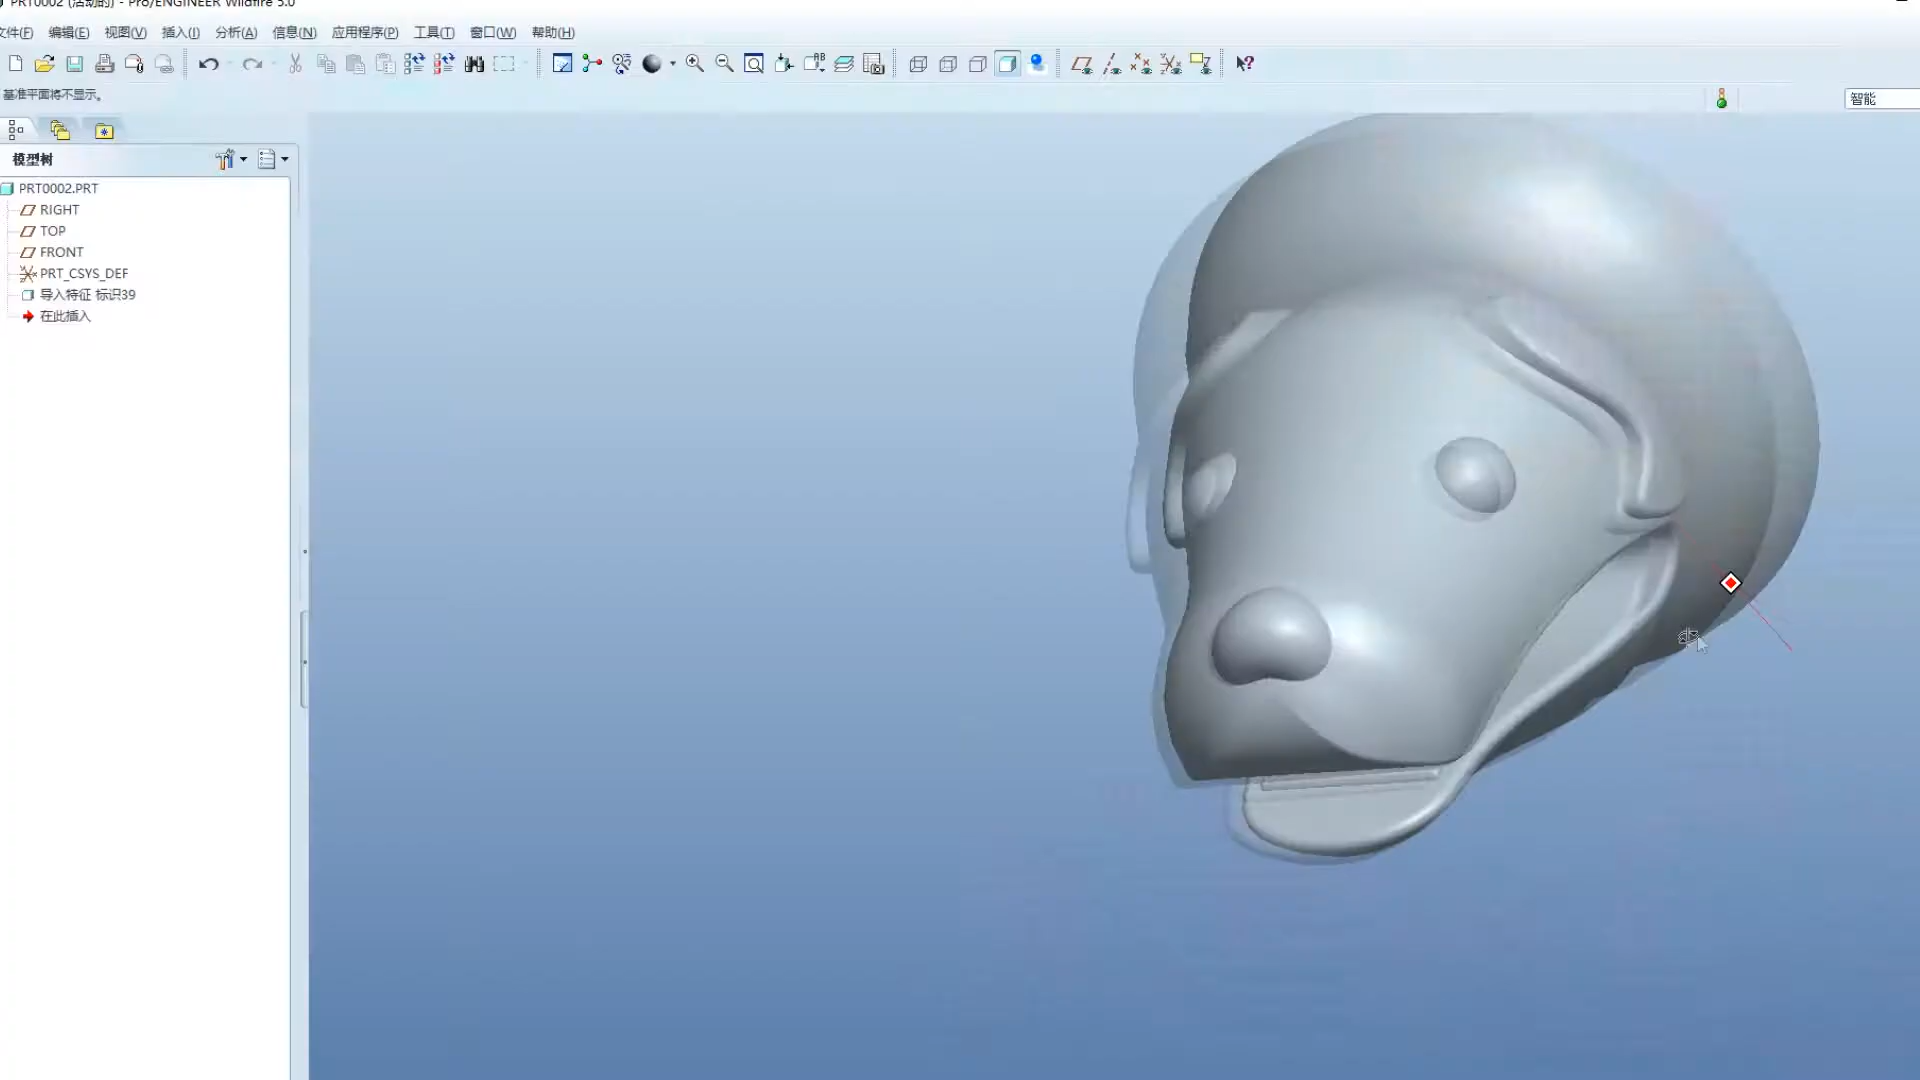 PRT0002 (活动的) - Pro/ENGINEER Wildfire 5.0
文件(F) 编辑(E) 视图(V) 插入(I) 分析(A) 信息(N) 应用程序(P) 工具(T) 窗口(W) 帮助(H)
基准平面将不显示。
智能
模型树
PRT0002.PRT
RIGHT
TOP
FRONT
PRT_CSYS_DEF
导入特征 标识39
在此插入